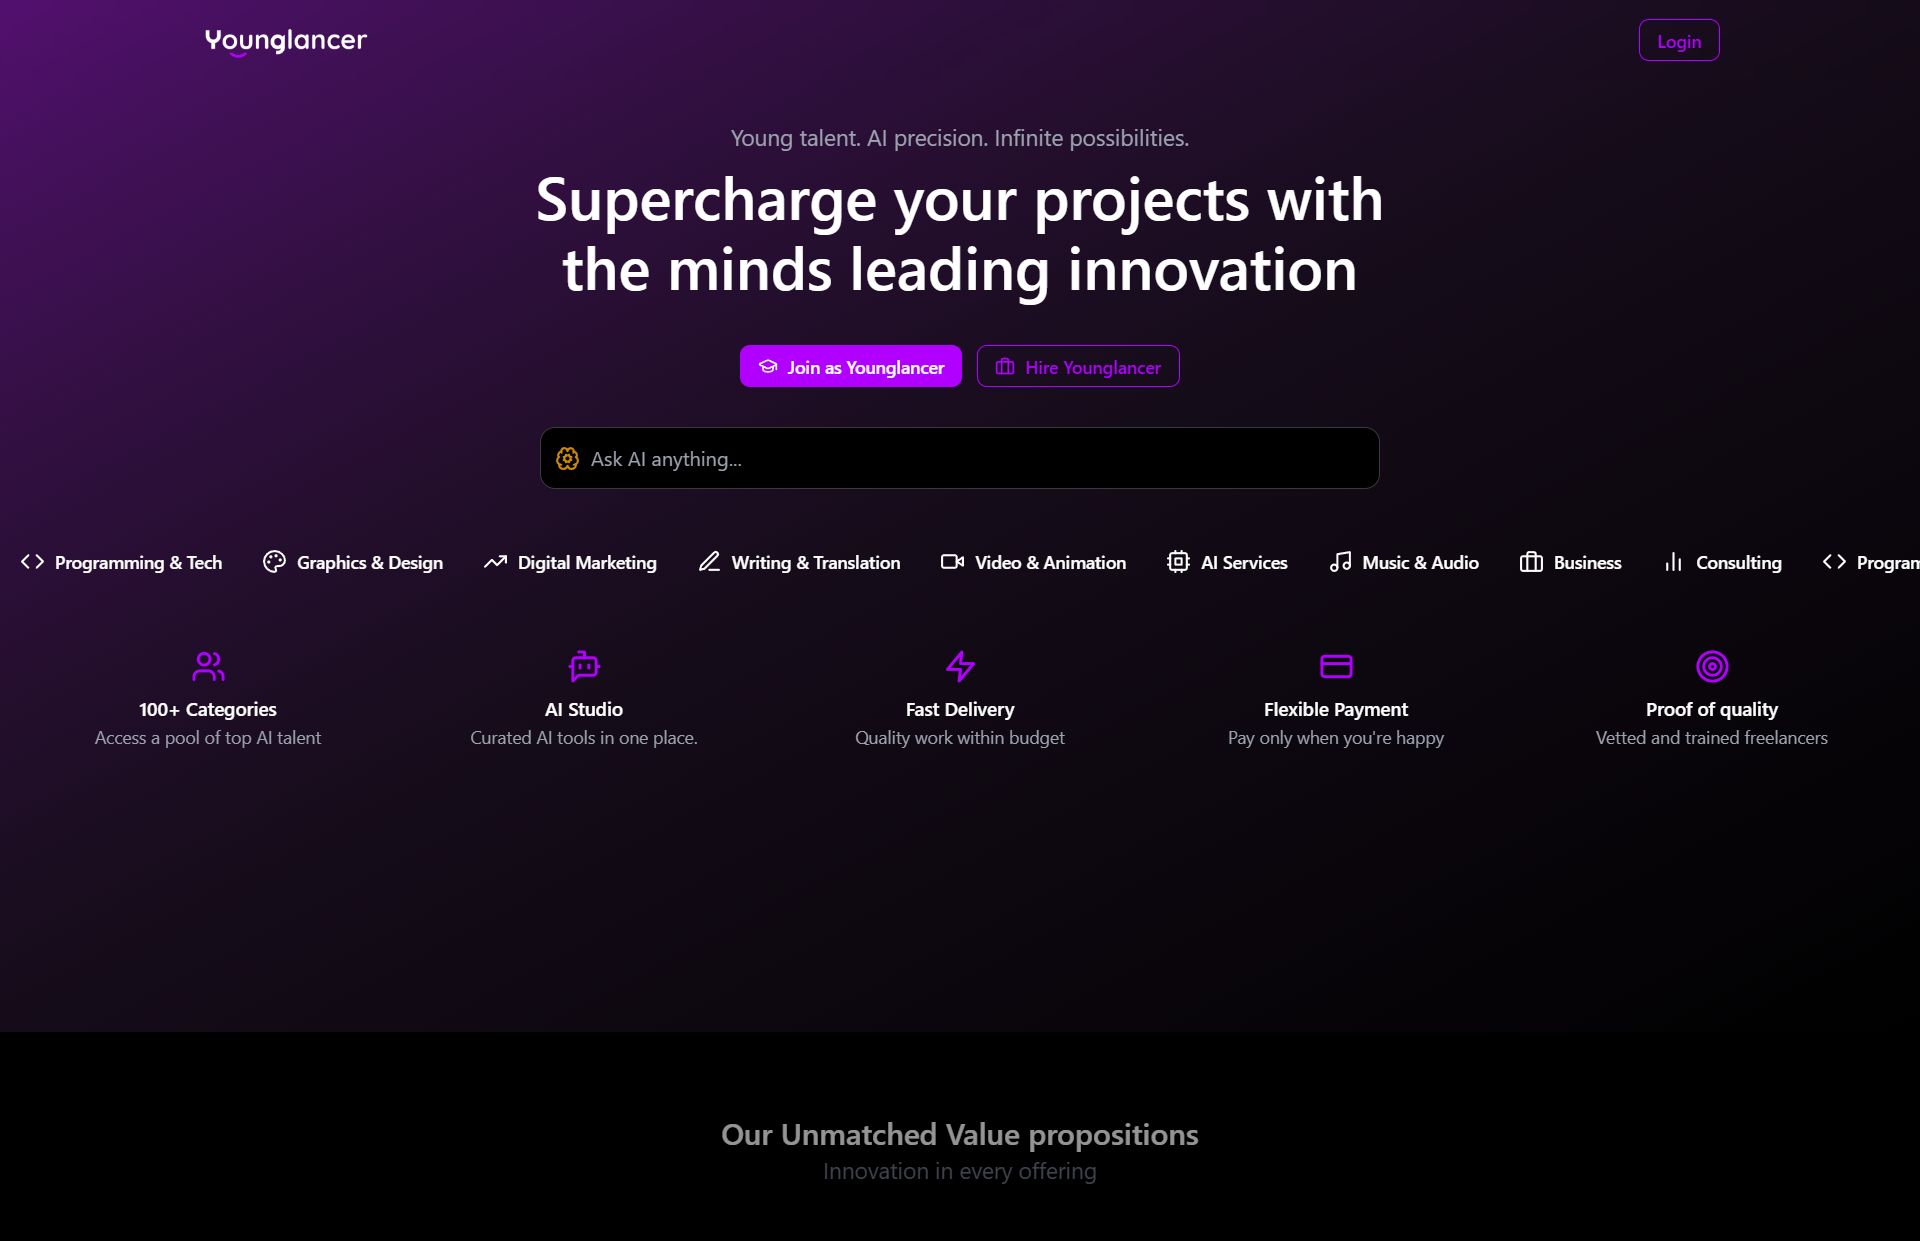 Younglancer
Login
Young talent. AI precision. Infinite possibilities.
Supercharge your projects with
the minds leading innovation
Join as Younglancer
Hire Younglancer
Ask AI anything...
Programming & Tech
Graphics & Design
Digital Marketing
Writing & Translation
Video & Animation
AI Services
Music & Audio
Business
Consulting
Program
100+ Categories
Access a pool of top AI talent
AI Studio
Curated AI tools in one place.
Fast Delivery
Quality work within budget
Flexible Payment
Pay only when you're happy
Proof of quality
Vetted and trained freelancers
Our Unmatched Value propositions
Innovation in every offering